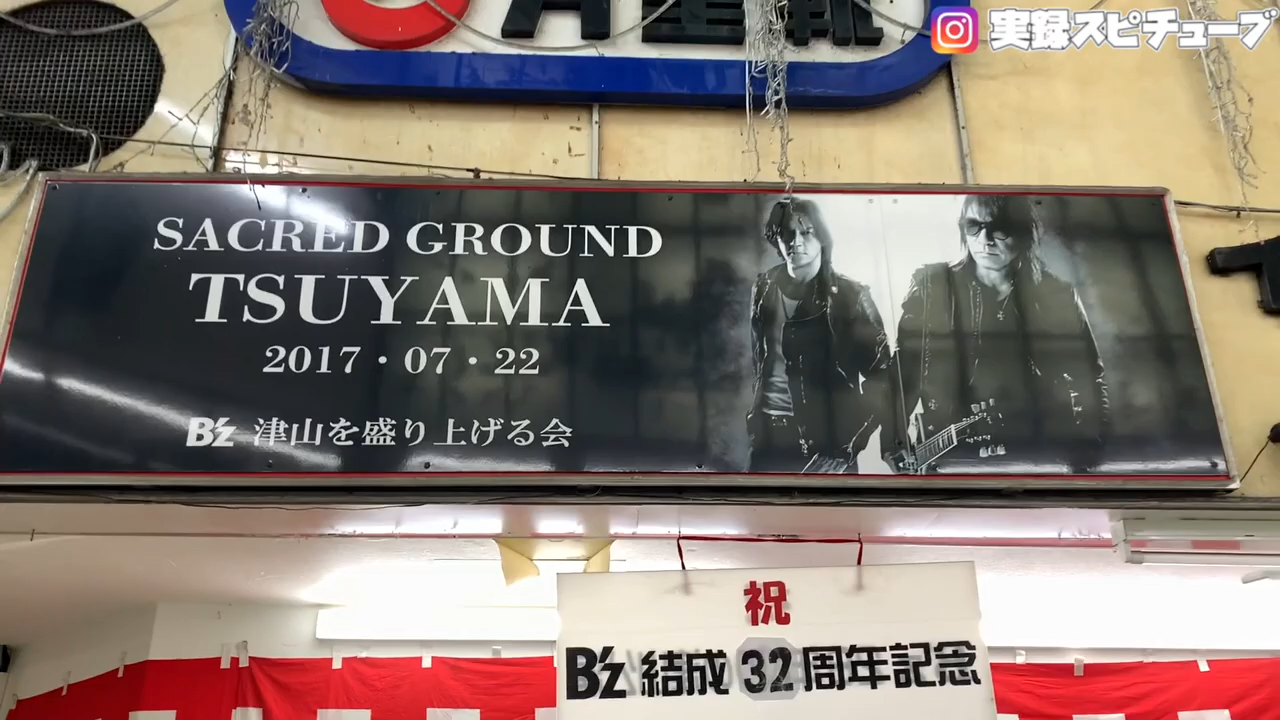 実録スピチューブ
SACRED GROUND
TSUYAMA
2017・07・22
B'z 津山を盛り上げる会
祝
B'z 結成 32 周年記念